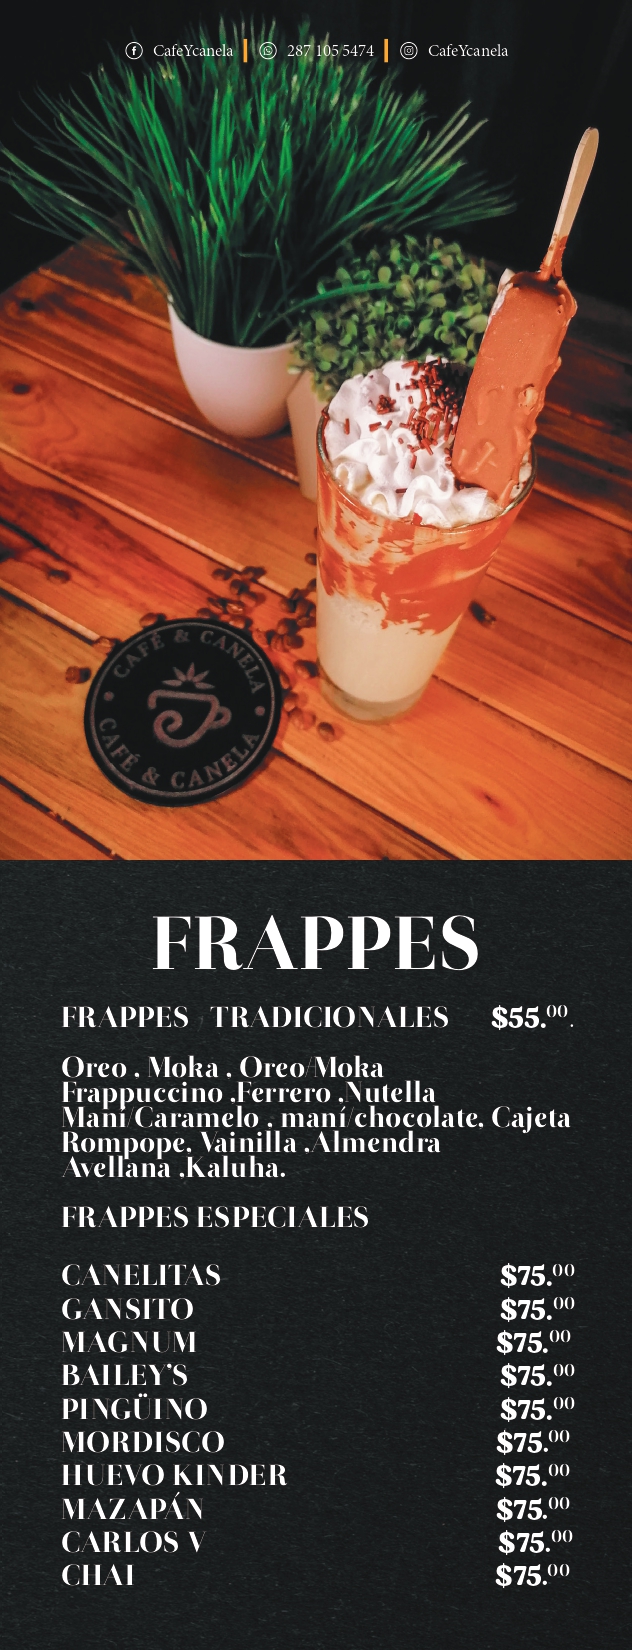 CafeYcanela | 287 105 5474 | CafeYcanela
CAFÉ & CANELA
CAFÉ & CANELA
FRAPPES
FRAPPES TRADICIONALES $55.00.
Oreo , Moka , Oreo/Moka
Frappuccino ,Ferrero ,Nutella
Maní/Caramelo , maní/chocolate, Cajeta
Rompope, Vainilla ,Almendra
Avellana ,Kaluha.
FRAPPES ESPECIALES
CANELITAS $75.00
GANSITO $75.00
MAGNUM $75.00
BAILEY'S $75.00
PINGÜINO $75.00
MORDISCO $75.00
HUEVO KINDER $75.00
MAZAPÁN $75.00
CARLOS V $75.00
CHAI $75.00